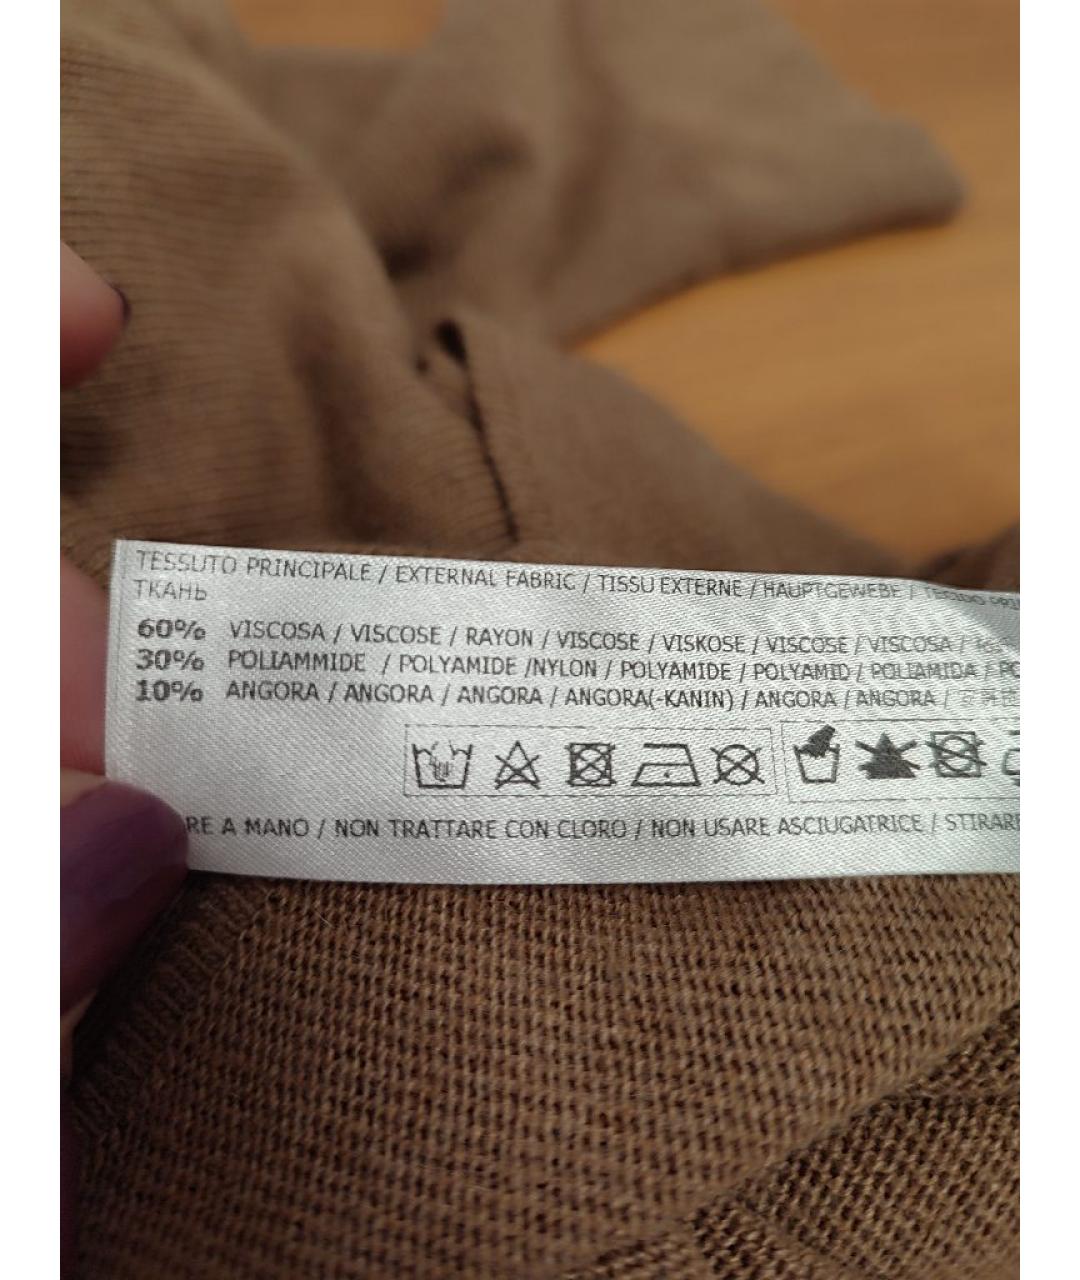 TESSUTO PRINCIPALE / EXTERNAL FABRIC / TISSU EXTERNE / HAUPTGEWEBE /
ТКАНЬ
60% VISCOSA / VISCOSE / RAYON / VISCOSE / VISKOSE / VISCOSE / VISCOSA /
30% POLIAMMIDE / POLYAMIDE /NYLON / POLYAMIDE / POLYAMID / POLIAMIDA /
10% ANGORA / ANGORA / ANGORA / ANGORA(-KANIN) / ANGORA / ANGORA /
RE A MANO / NON TRATTARE CON CLORO / NON USARE ASCIUGATRICE / STIRARE